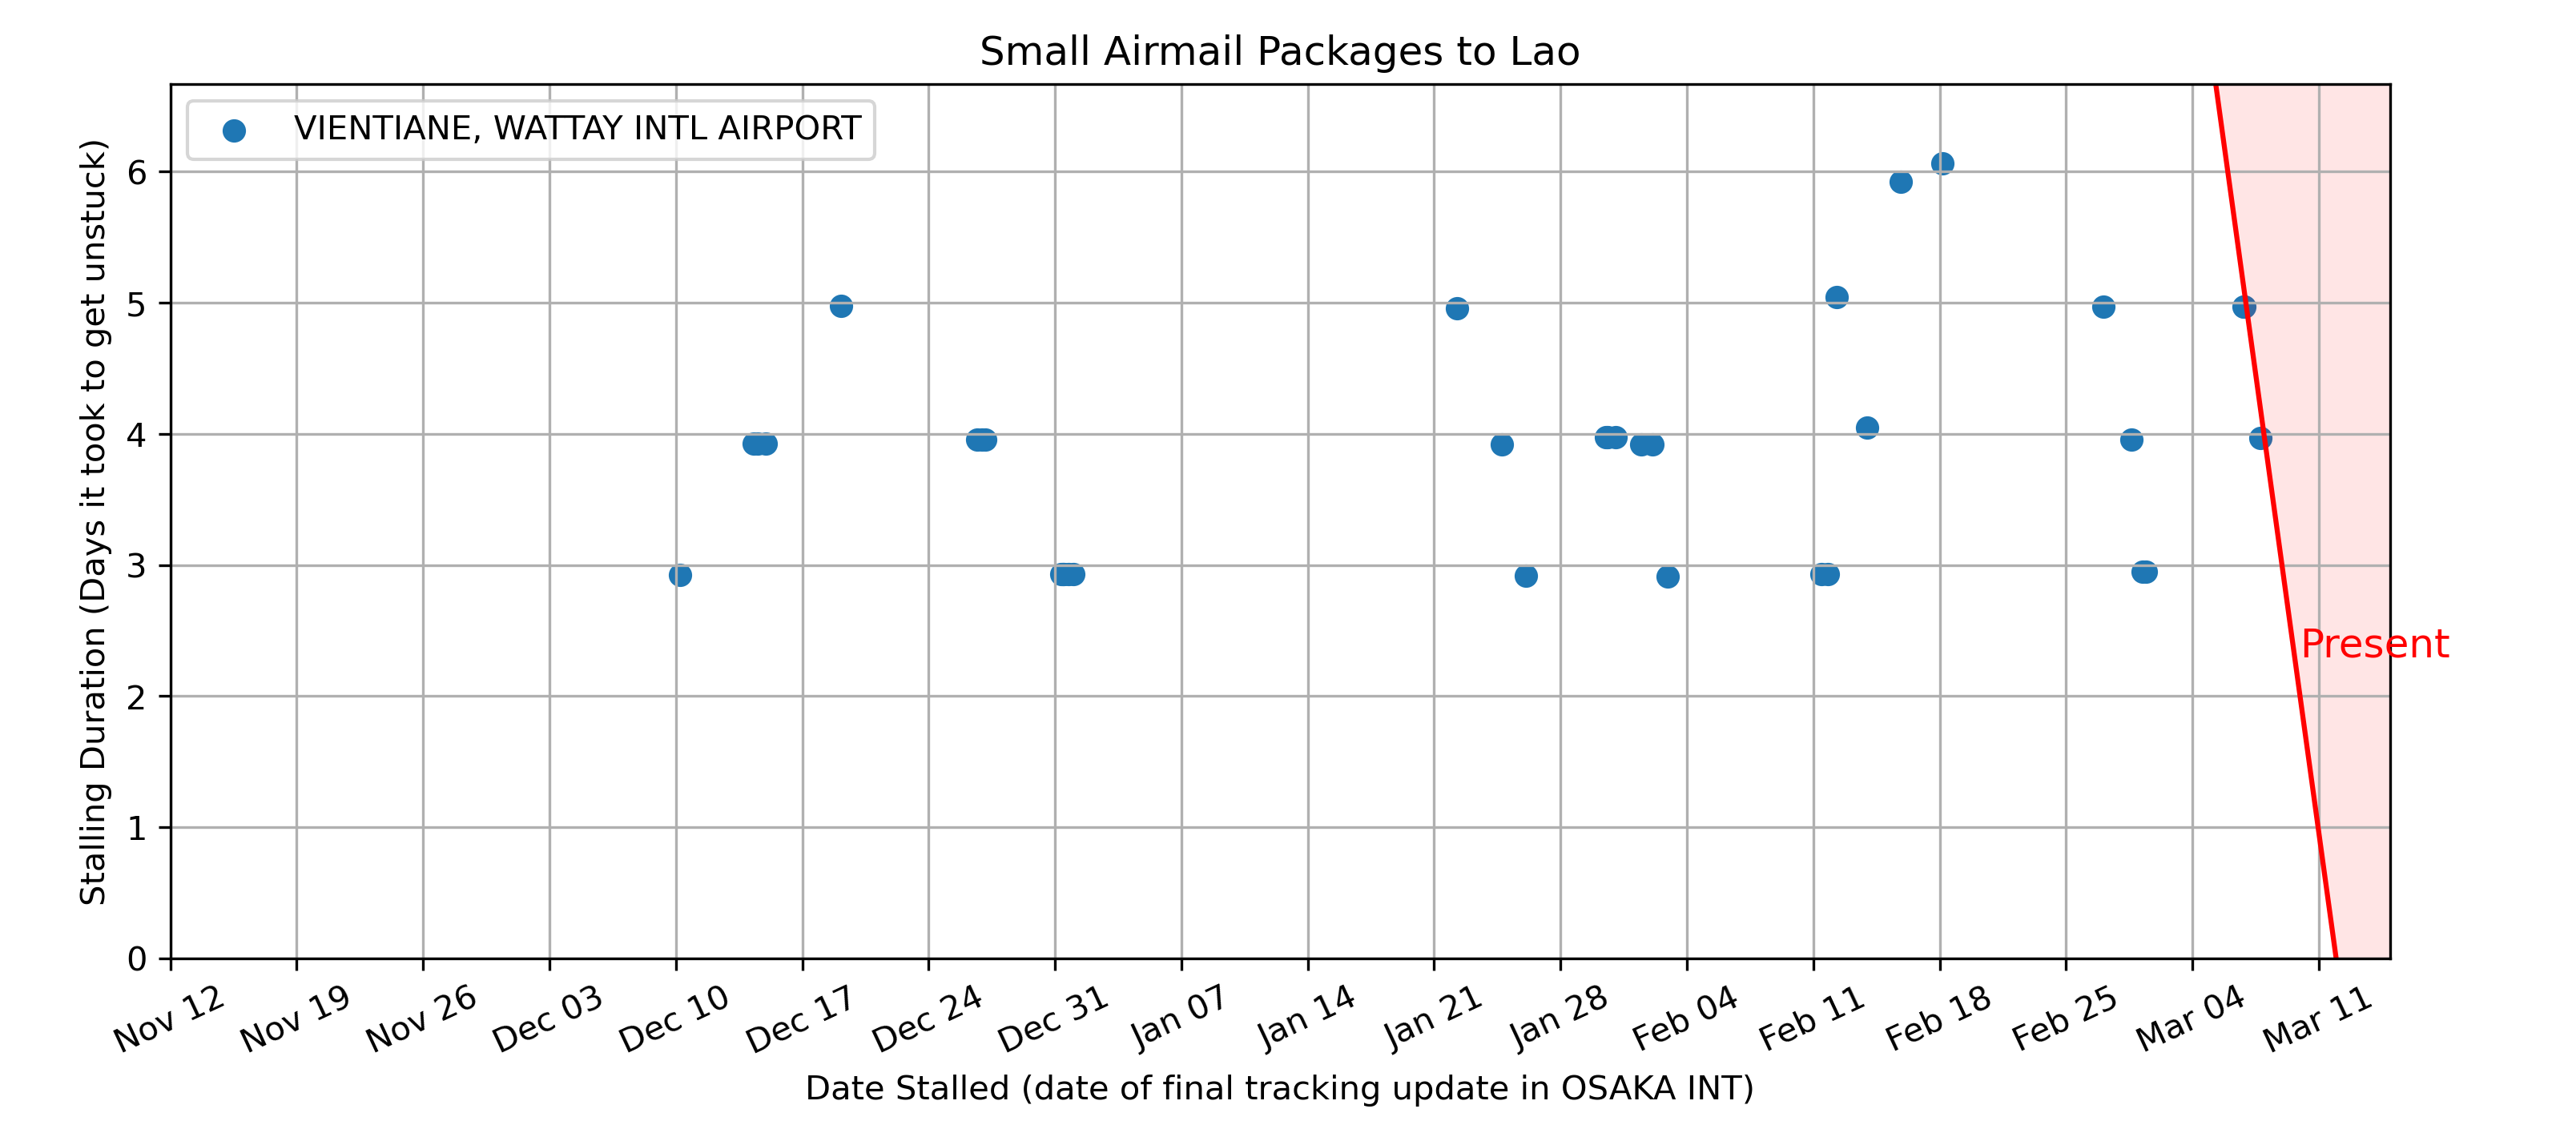 Small Airmail Packages to Lao
VIENTIANE, WATTAY INTL AIRPORT
Stalling Duration (Days it took to get unstuck)
6
5
4
3
2
1
0
Present
Nov 12
Nov 19
Nov 26
Dec 03
Dec 10
Dec 17
Dec 24
Dec 31
Jan 07
Jan 14
Jan 21
Jan 28
Feb 04
Feb 11
Feb 18
Feb 25
Mar 04
Mar 11
Date Stalled (date of final tracking update in OSAKA INT)